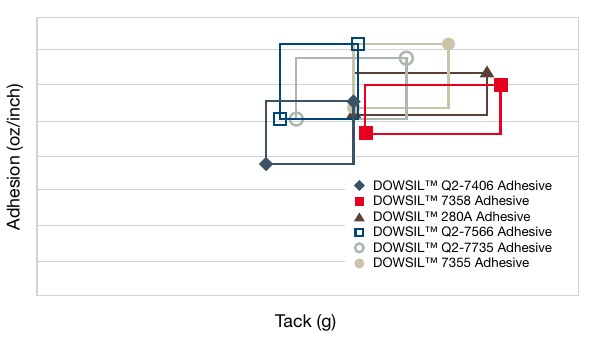 Adhesion (oz/inch)
DOWSIL™ Q2-7406 Adhesive
DOWSIL™ 7358 Adhesive
DOWSIL™ 280A Adhesive
DOWSIL™ Q2-7566 Adhesive
DOWSIL™ Q2-7735 Adhesive
DOWSIL™ 7355 Adhesive
Tack (g)